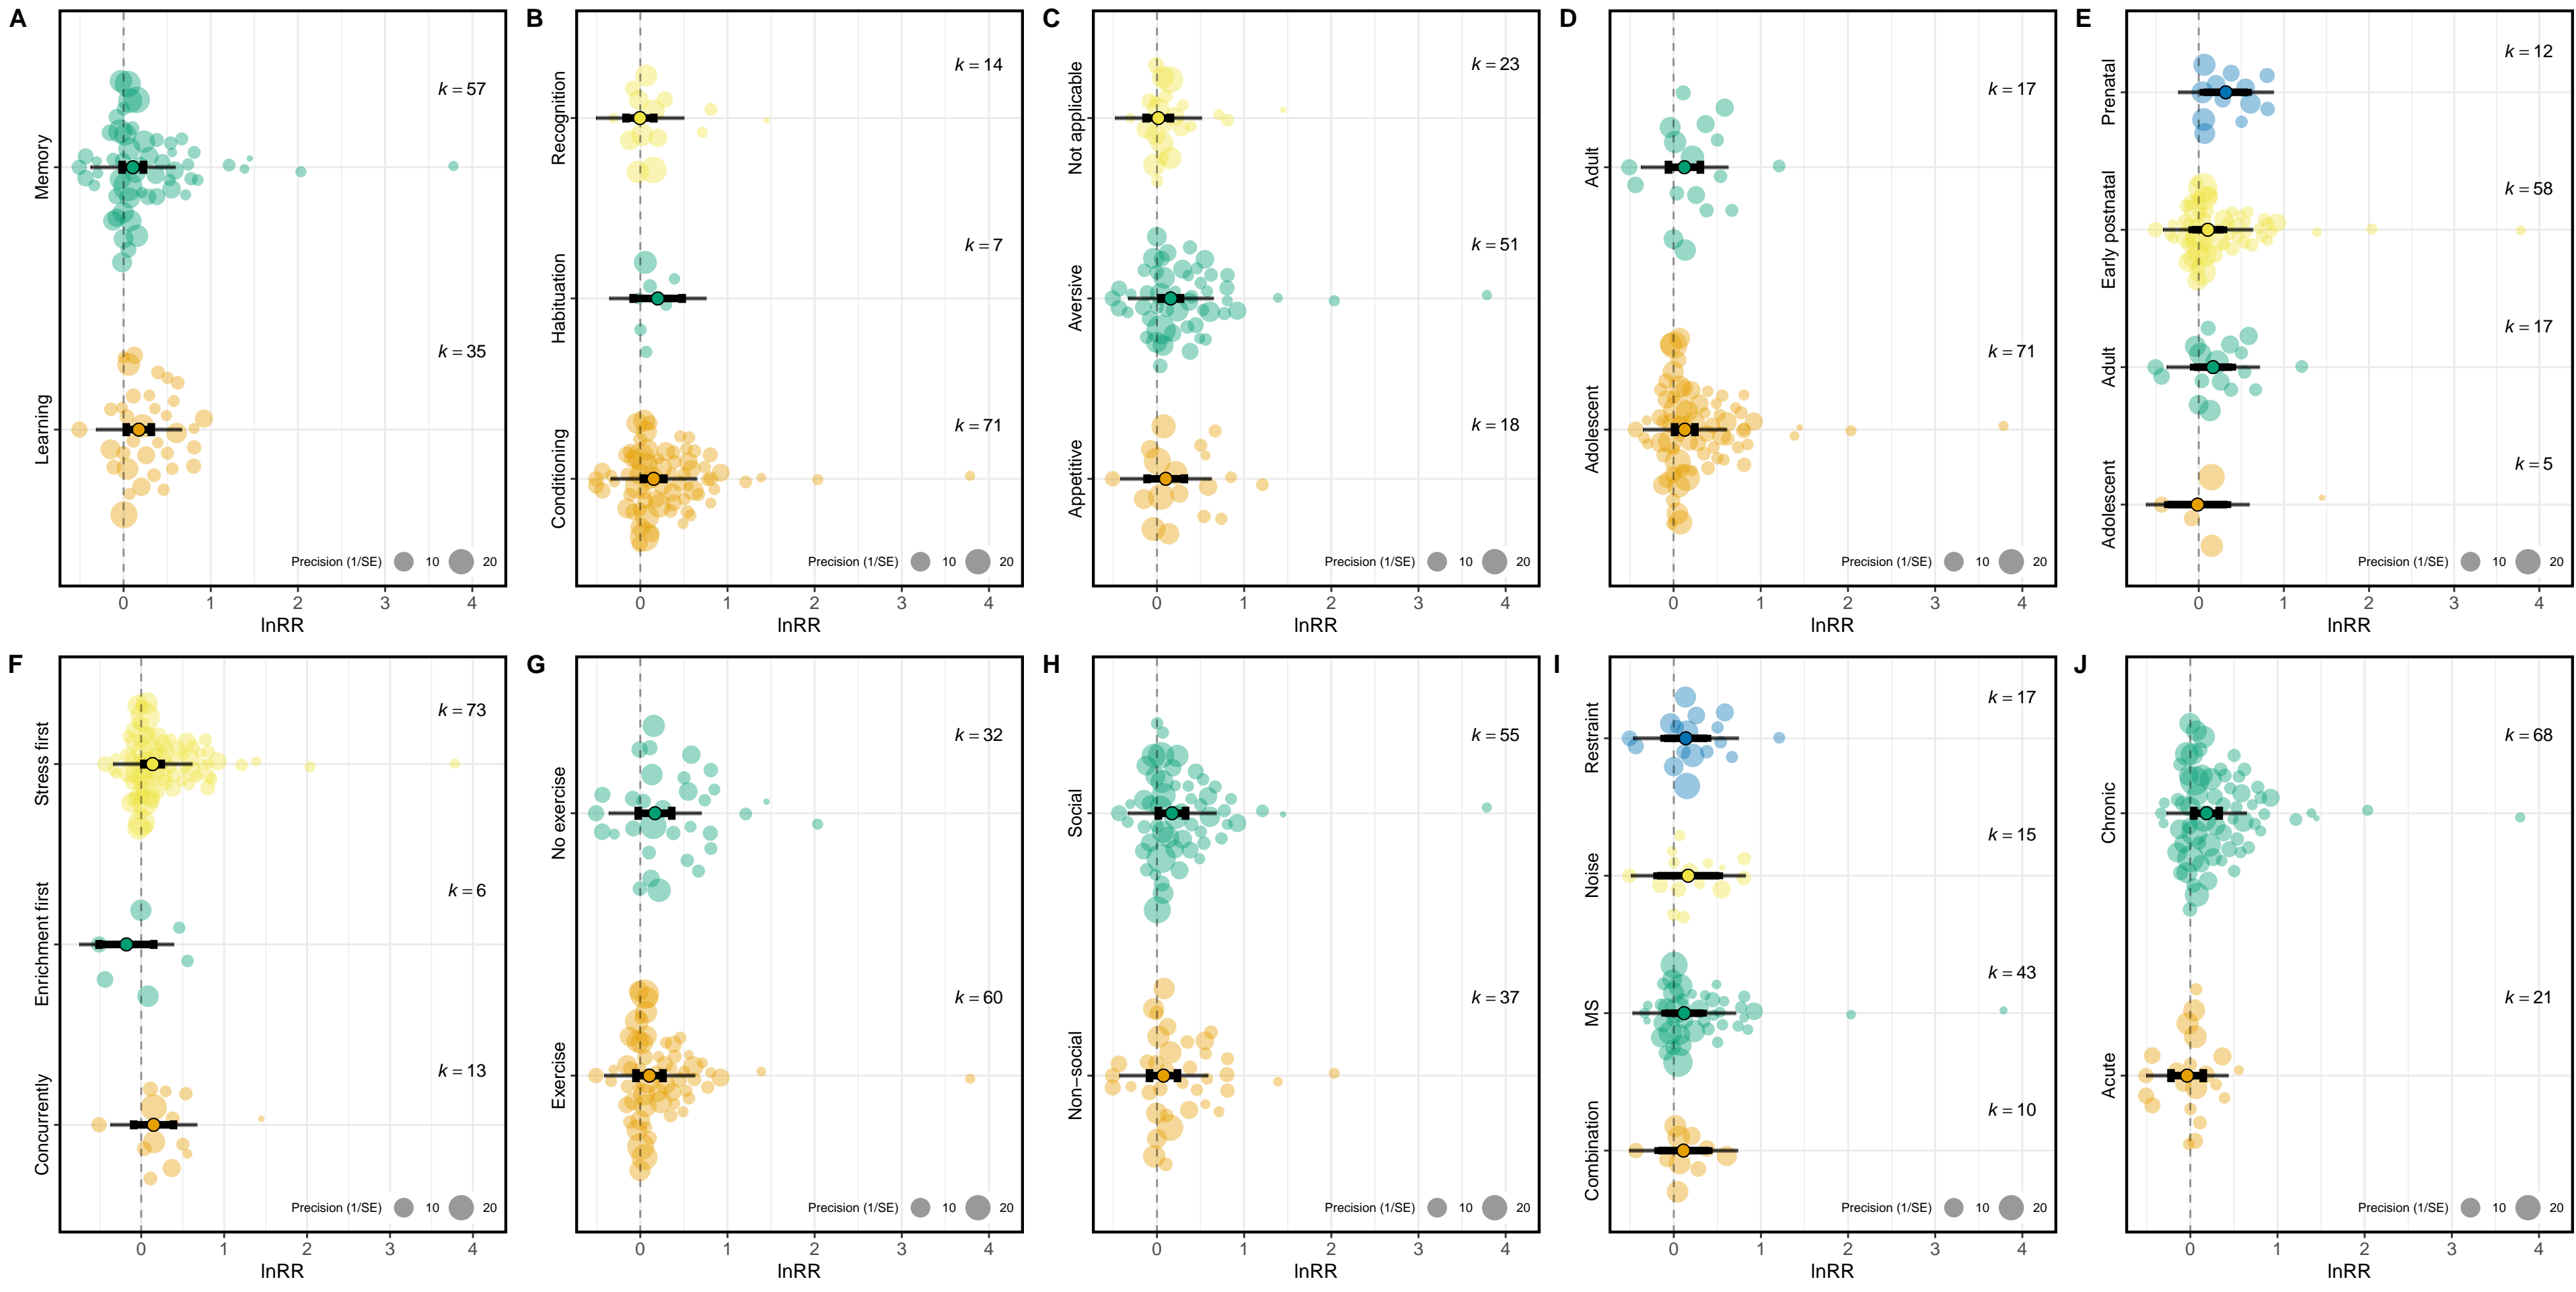 A
Memory
Learning
k = 57
k = 35
Precision (1/SE) 10 20
0 1 2 3 4
lnRR
B
Recognition
Habituation
Conditioning
k = 14
k = 7
k = 71
Precision (1/SE) 10 20
0 1 2 3 4
lnRR
C
Not applicable
Aversive
Appetitive
k = 23
k = 51
k = 18
Precision (1/SE) 10 20
0 1 2 3 4
lnRR
D
Adult
Adolescent
k = 17
k = 71
Precision (1/SE) 10 20
0 1 2 3 4
lnRR
E
Prenatal
Early postnatal
Adult
Adolescent
k = 12
k = 58
k = 17
k = 5
Precision (1/SE) 10 20
0 1 2 3 4
lnRR
F
Stress first
Enrichment first
Concurrently
k = 73
k = 6
k = 13
Precision (1/SE) 10 20
0 1 2 3 4
lnRR
G
No exercise
Exercise
k = 32
k = 60
Precision (1/SE) 10 20
0 1 2 3 4
lnRR
H
Social
Non−social
k = 55
k = 37
Precision (1/SE) 10 20
0 1 2 3 4
lnRR
I
Restraint
Noise
MS
Combination
k = 17
k = 15
k = 43
k = 10
Precision (1/SE) 10 20
0 1 2 3 4
lnRR
J
Chronic
Acute
k = 68
k = 21
Precision (1/SE) 10 20
0 1 2 3 4
lnRR